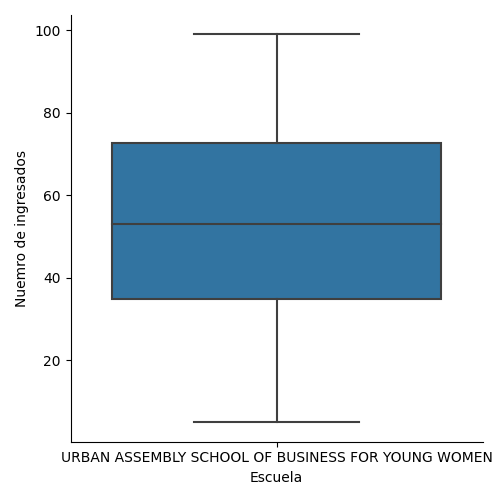 100
80
60
40
20
Nuemro de ingresados
URBAN ASSEMBLY SCHOOL OF BUSINESS FOR YOUNG WOMEN
Escuela